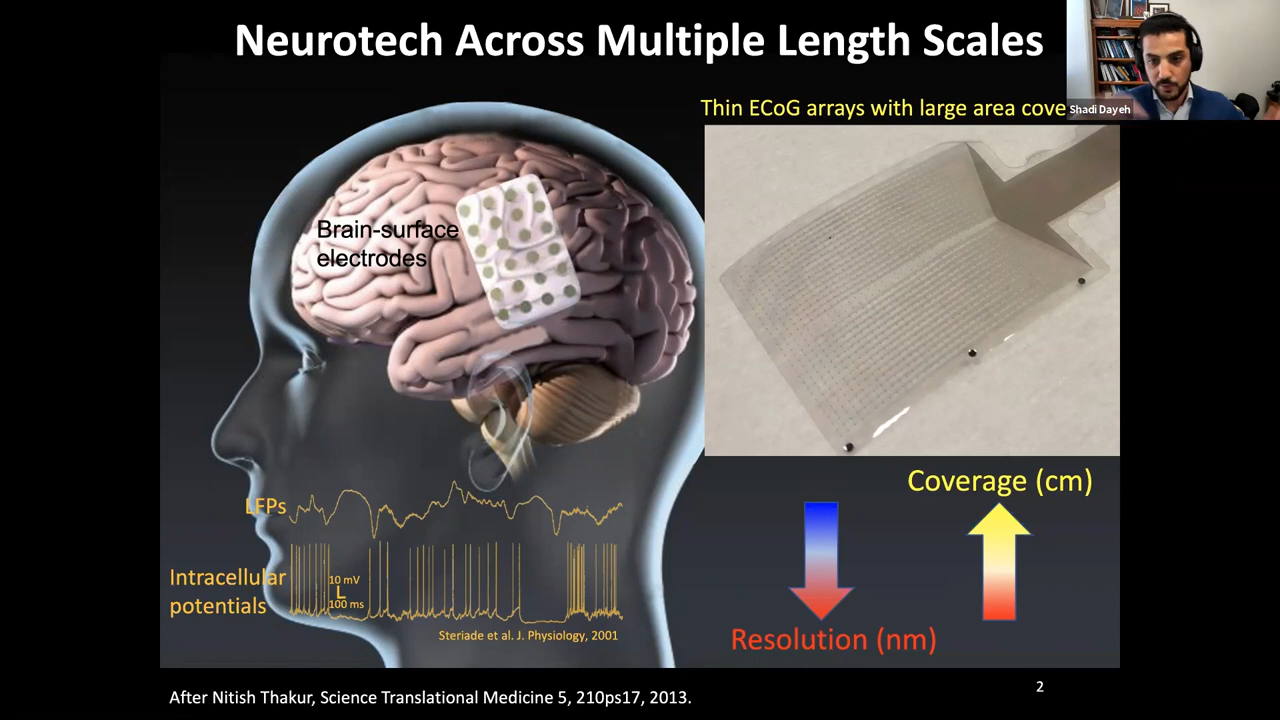 Neurotech Across Multiple Length Scales
Shadi Dayeh
Thin ECoG arrays with large area cove
Brain-surface
electrodes
Coverage (cm)
LFPs
Intracellular
potentials
10 mV
100 ms
Steriade et al. J. Physiology, 2001
Resolution (nm)
2
After Nitish Thakur, Science Translational Medicine 5, 210ps17, 2013.